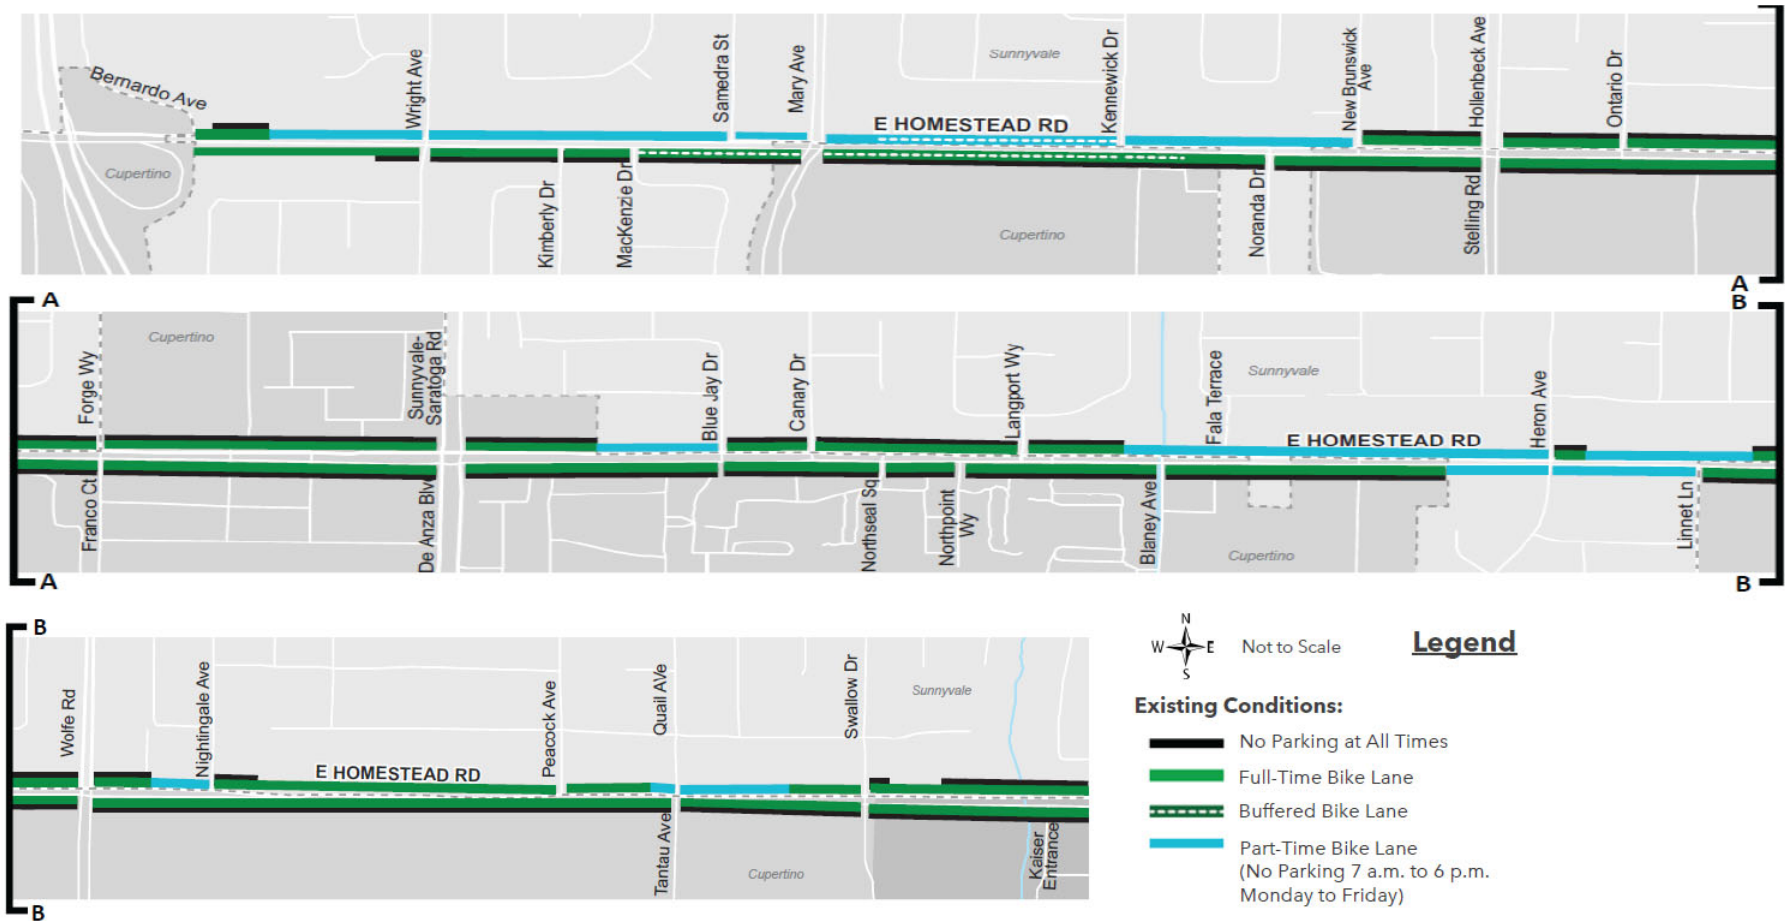 Bernardo Ave
Wright Ave
Samedra St
Mary Ave
Sunnyvale
Kennewick Dr
New Brunswick
Ave
Hollenbeck Ave
Ontario Dr
E HOMESTEAD RD
Cupertino
Kimberly Dr
MacKenzie Dr
Cupertino
Noranda Dr
Stelling Rd
A
A
B
Cupertino
Forge Wy
Sunnyvale-
Saratoga Rd
Blue Jay Dr
Canary Dr
Langport Wy
Fala Terrace
Sunnyvale
Heron Ave
E HOMESTEAD RD
Franco Ct
De Anza Blv
Northseal Sq
Northpoint
Wy
Blaney Ave
Cupertino
Linnet Ln
A
B
B
Wolfe Rd
Nightingale Ave
E HOMESTEAD RD
Peacock Ave
Quail AVe
Swallow Dr
Sunnyvale
Tantau Ave
Cupertino
Kaiser
Entrance
B
N
W E
S
Not to Scale
Legend
Existing Conditions:
No Parking at All Times
Full-Time Bike Lane
Buffered Bike Lane
Part-Time Bike Lane
(No Parking 7 a.m. to 6 p.m.
Monday to Friday)